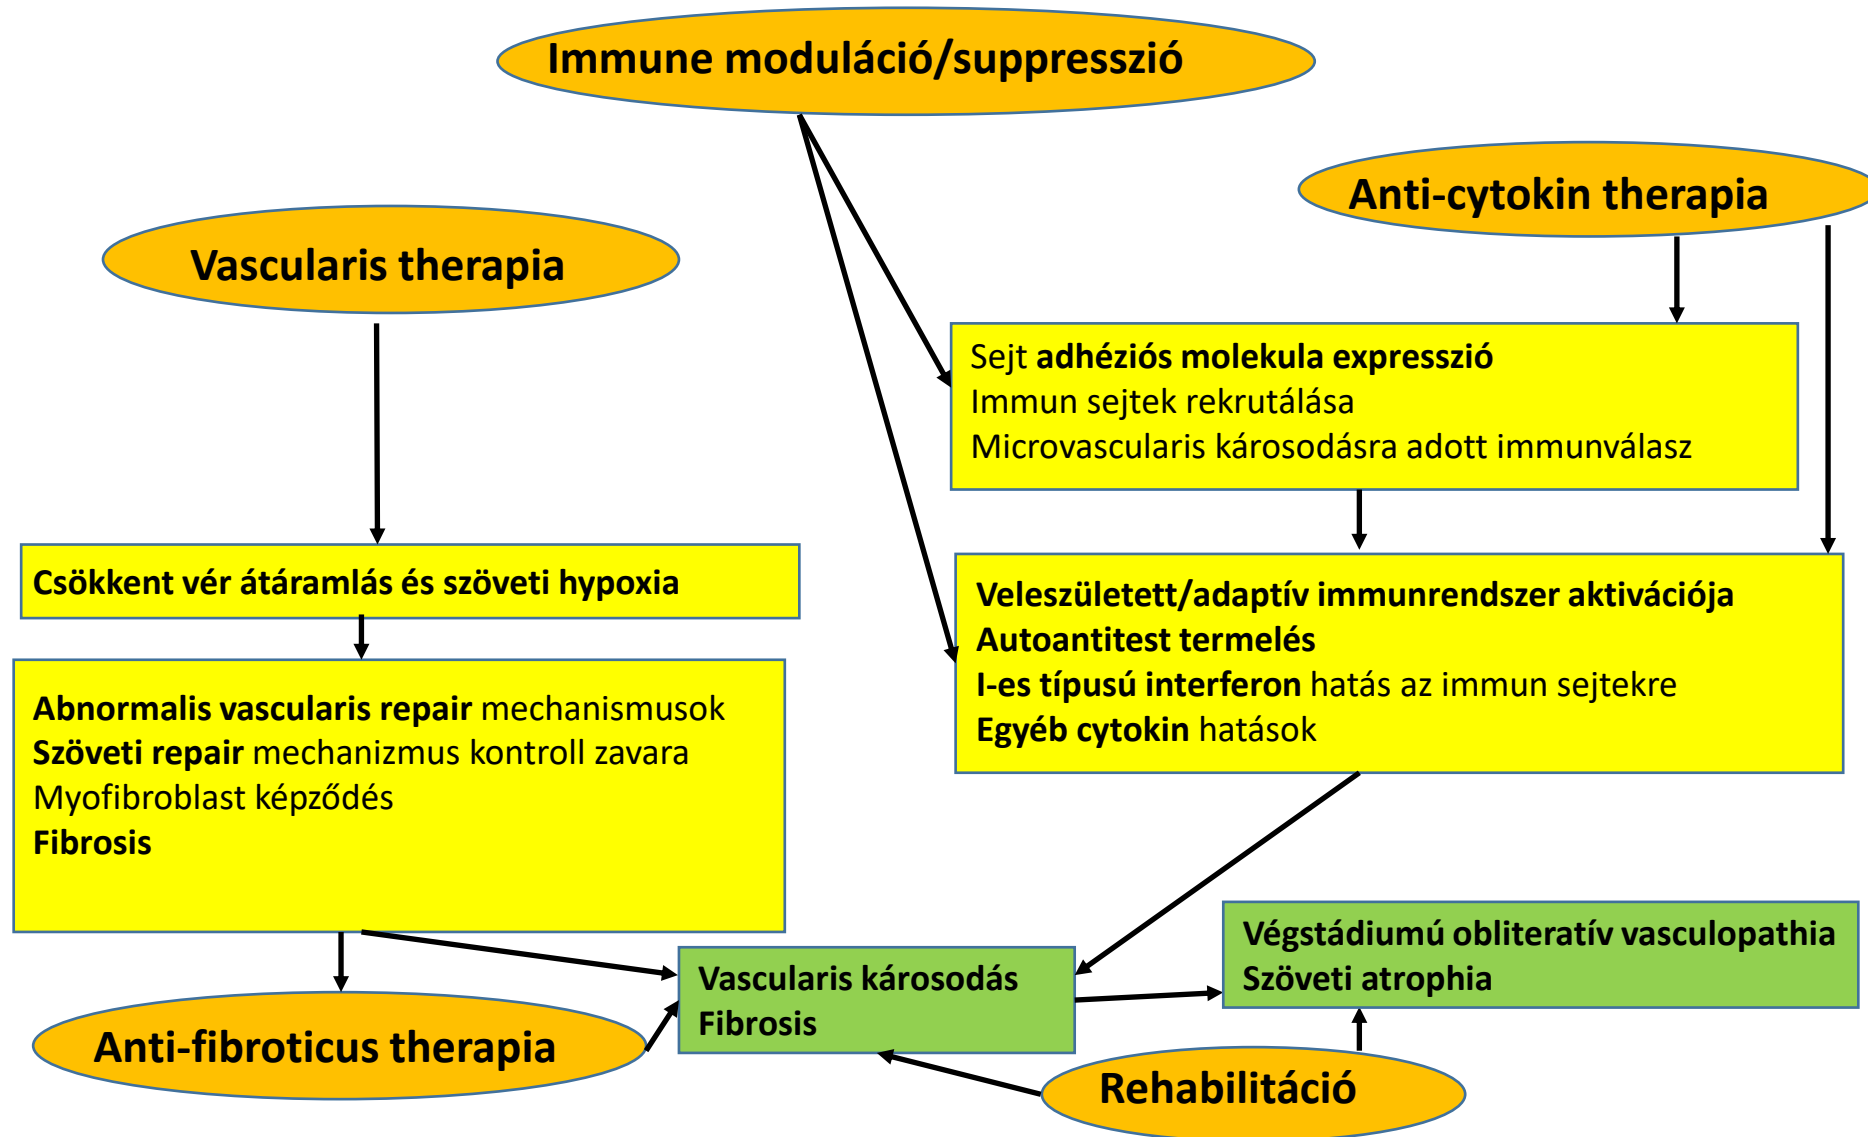 Immune moduláció/suppresszió
Anti-cytokin therapia
Vascularis therapia
Sejt adhéziós molekula expresszió
Immun sejtek rekrutálása
Microvascularis károsodásra adott immunválasz
Csökkent vér átáramlás és szöveti hypoxia
Veleszületett/adaptív immunrendszer aktivációja
Autoantitest termelés
I-es típusú interferon hatás az immun sejtekre
Egyéb cytokin hatások
Abnormalis vascularis repair mechanismusok
Szöveti repair mechanizmus kontroll zavara
Myofibroblast képződés
Fibrosis
Végstádiumú obliteratív vasculopathia
Szöveti atrophia
Vascularis károsodás
Fibrosis
Anti-fibroticus therapia
Rehabilitáció